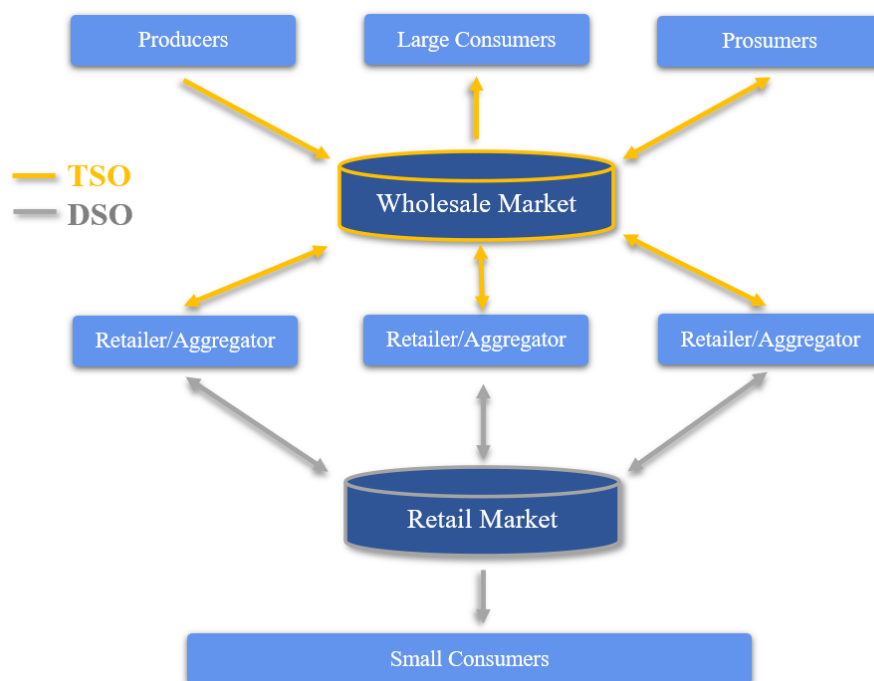 Producers
Large Consumers
Prosumers
TSO
DSO
Wholesale Market
Retailer/Aggregator
Retailer/Aggregator
Retailer/Aggregator
Retail Market
Small Consumers